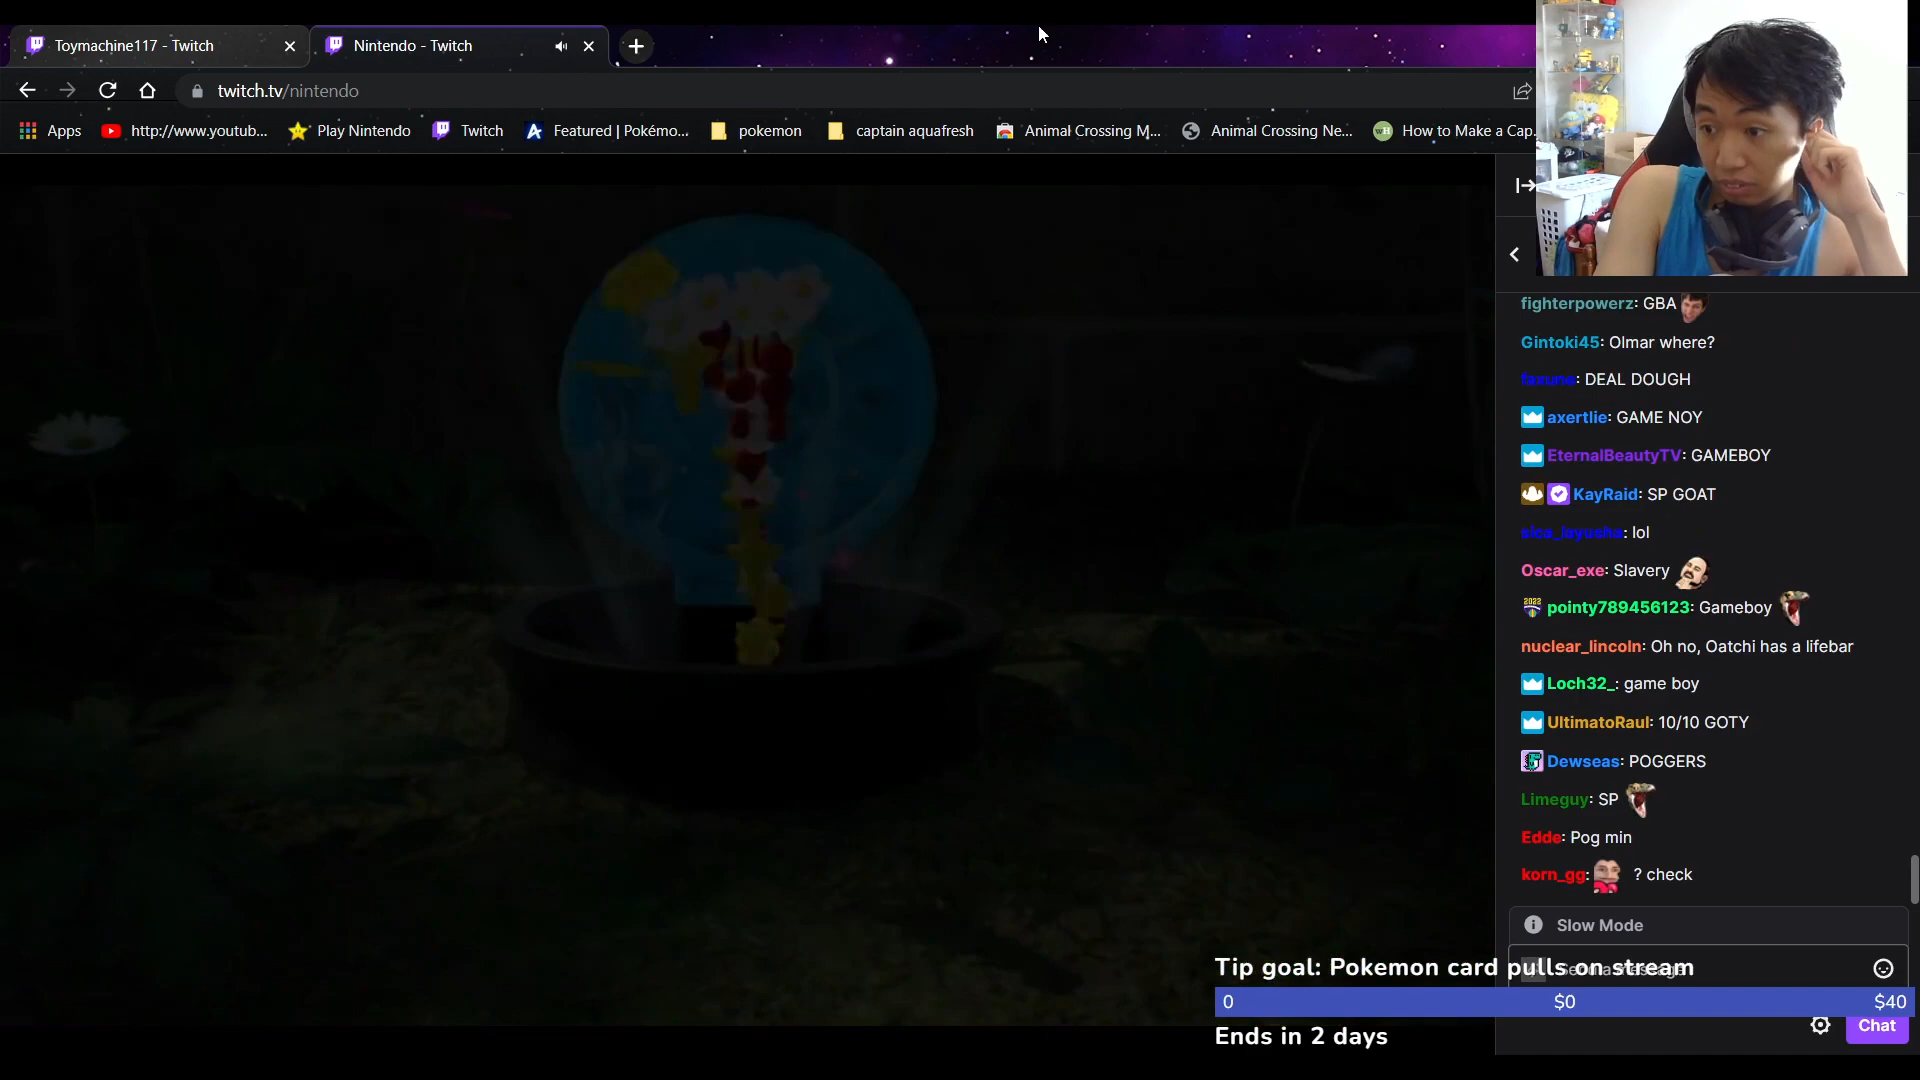 Toymachine117 - Twitch
Nintendo - Twitch
twitch.tv/nintendo
Apps
http://www.youtub...
Play Nintendo
Twitch
Featured | Pokémo...
pokemon
captain aquafresh
Animal Crossing M...
Animal Crossing Ne...
How to Make a Cap...
fighterpowerz: GBA
Gintoki45: Olmar where?
: DEAL DOUGH
axertlie: GAME NOY
EternalBeautyTV: GAMEBOY
KayRaid: SP GOAT
: lol
Oscar_exe: Slavery
pointy789456123: Gameboy
nuclear_lincoln: Oh no, Oatchi has a lifebar
Loch32_: game boy
UltimatoRaul: 10/10 GOTY
Dewseas: POGGERS
Limeguy: SP
Edde: Pog min
korn_gg: ? check
Slow Mode
Send a message
Tip goal: Pokemon card pulls on stream
0 $0 $40
Ends in 2 days
Chat